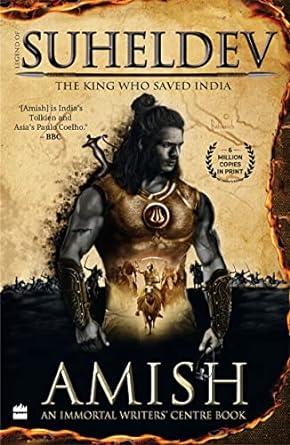 LEGEND OF
SUHELDEV
THE KING WHO SAVED INDIA
'[Amish] is India's
Tolkien and
Asia's Paulo Coelho.'
– BBC
Bahraich
6
MILLION
COPIES
IN PRINT
AMISH
AN IMMORTAL WRITERS' CENTRE BOOK